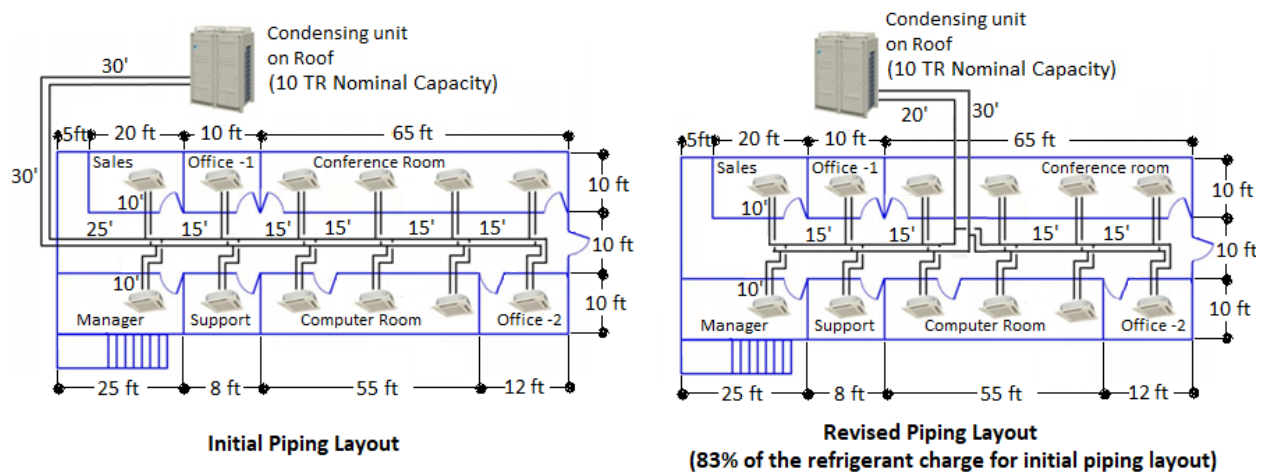 Condensing unit
on Roof
(10 TR Nominal Capacity)
30'
5ft 20 ft 10 ft 65 ft
Sales Office -1 Conference Room
30'
10 ft
10'
25' 15' 15' 15' 15' 15'
10 ft
10'
10 ft
Manager Support Computer Room Office -2
25 ft 8 ft 55 ft 12 ft
Initial Piping Layout
Condensing unit
on Roof
(10 TR Nominal Capacity)
20' 30'
5ft 20 ft 10 ft 65 ft
Sales Office -1 Conference room
10 ft
10'
15' 15' 15' 15'
10 ft
10'
10 ft
Manager Support Computer Room Office -2
25 ft 8 ft 55 ft 12 ft
Revised Piping Layout
(83% of the refrigerant charge for initial piping layout)